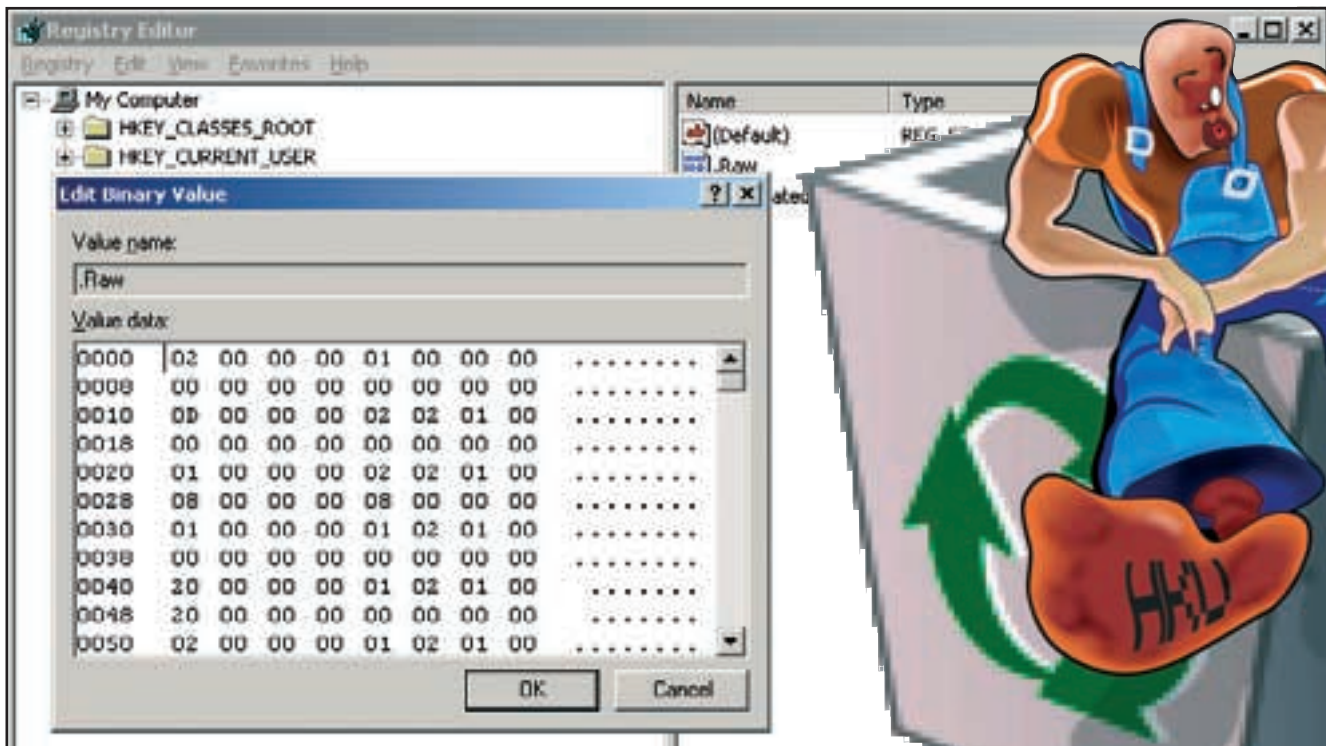 Registry Editor
Registry Edit View Favorites Help
My Computer
HKEY_CLASSES_ROOT
HKEY_CURRENT_USER
Name Type
(Default)
.Raw
ated
Edit Binary Value
Value name:
.Raw
Value data:
0000 02 00 00 00 01 00 00 00 ........
0008 00 00 00 00 00 00 00 00 ........
0010 0D 00 00 00 02 02 01 00 ........
0018 00 00 00 00 00 00 00 00 ........
0020 01 00 00 00 02 02 01 00 ........
0028 08 00 00 00 08 00 00 00 ........
0030 01 00 00 00 01 02 01 00 ........
0038 00 00 00 00 00 00 00 00 ........
0040 20 00 00 00 01 02 01 00 .......
0048 20 00 00 00 00 00 00 00 .......
0050 02 00 00 00 01 02 01 00 ........
OK Cancel
HKU